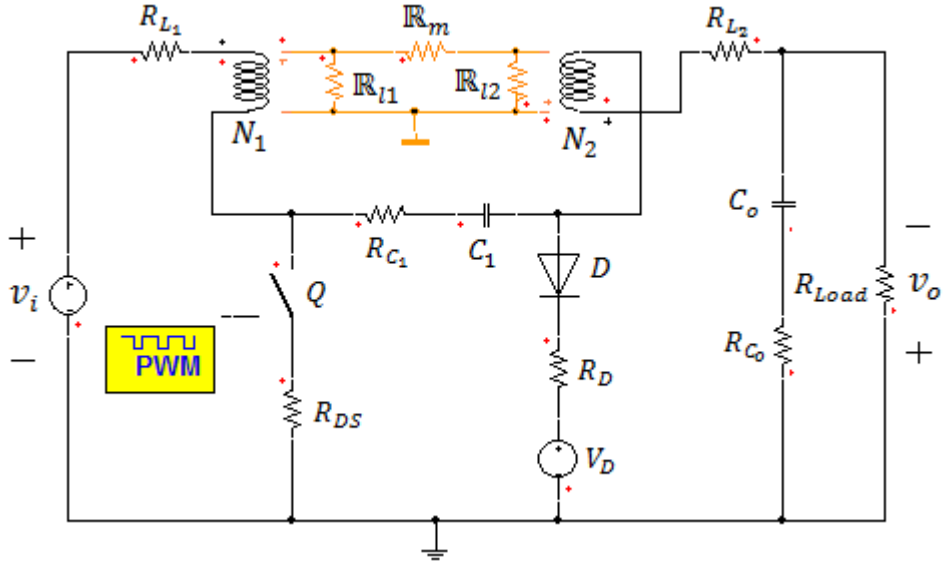 R_{L_1}
ℝ_m
R_{L_2}
ℝ_{l1}
ℝ_{l2}
N_1
N_2
C_o
R_{C_1}
C_1
+
−
v_i
Q
D
R_{Load}
v_o
PWM
−
R_{C_o}
+
R_D
R_{DS}
V_D